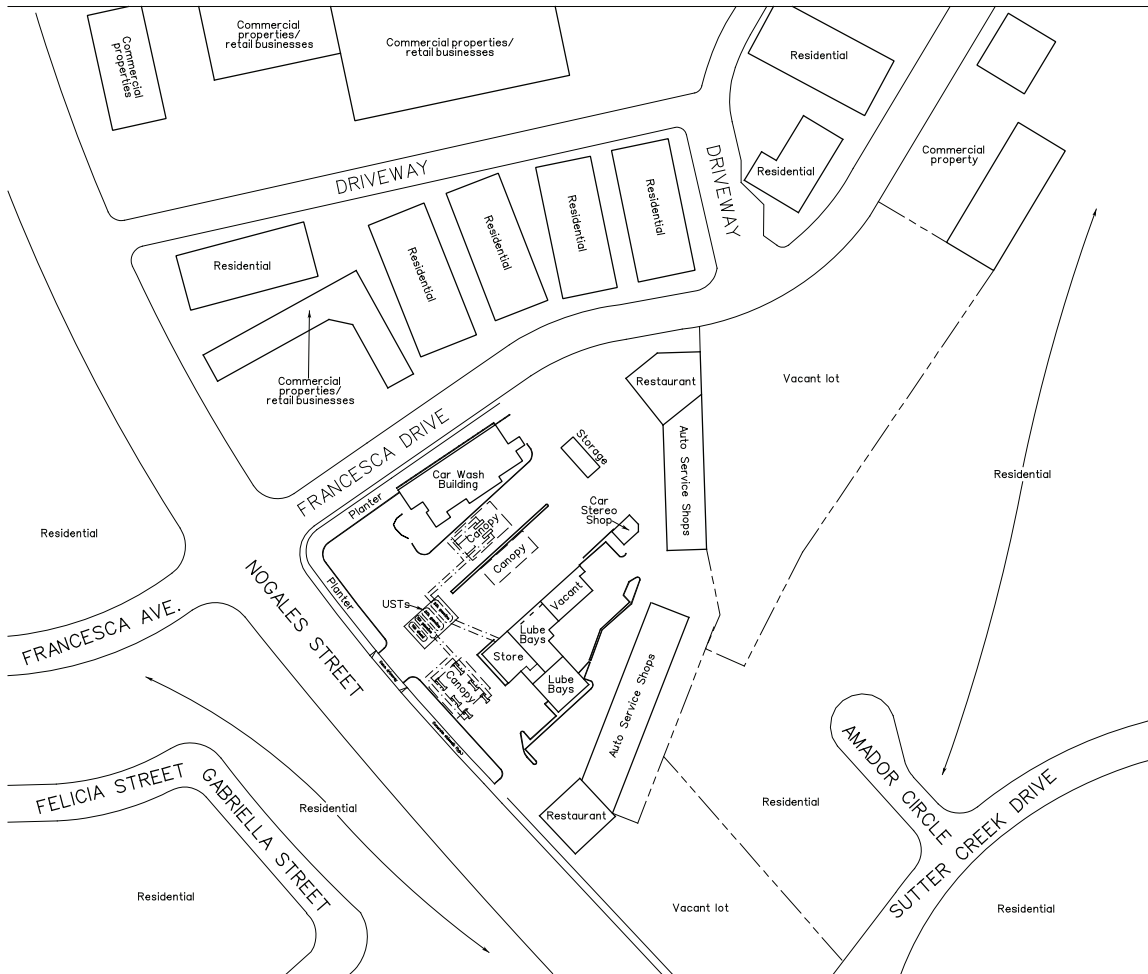 Commercial
properties
Commercial
properties/
retail businesses
Commercial properties/
retail businesses
Residential
Residential
Commercial
property
DRIVEWAY
DRIVEWAY
Residential
Residential
Residential
Residential
Residential
Commercial
properties/
retail businesses
FRANCESCA DRIVE
Restaurant
Vacant lot
Auto Service Shops
Storage
Car Wash
Building
Planter
Car
Stereo
Shop
Canopy
Canopy
Residential
Residential
Planter
USTs
Vacant
Lube
Bays
Store
Lube
Bays
Canopy
NOGALES STREET
FRANCESCA AVE.
Auto Service Shops
FELICIA STREET
GABRIELLA STREET
Residential
Restaurant
Residential
AMADOR CIRCLE
SUTTER CREEK DRIVE
Residential
Vacant lot
Residential